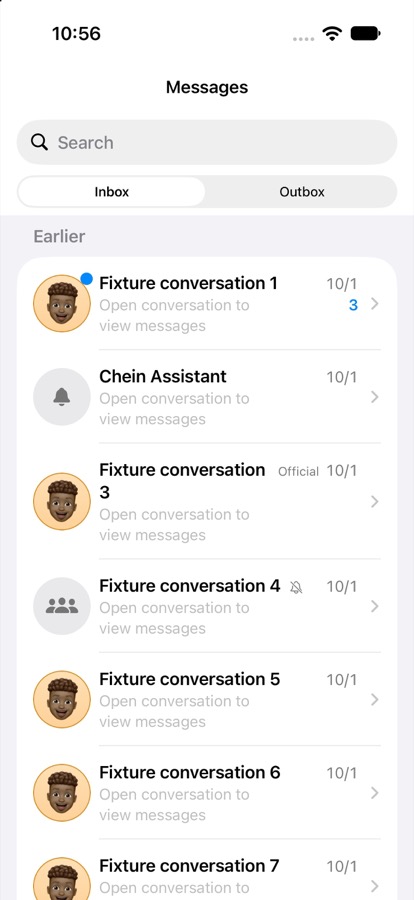 10:56
Messages
Search
Inbox
Outbox
Earlier
Fixture conversation 1
10/1
Open conversation to
3
view messages
Chein Assistant
10/1
Open conversation to
view messages
Fixture conversation
Official
10/1
3
Open conversation to
view messages
Fixture conversation 4
10/1
Open conversation to
view messages
Fixture conversation 5
10/1
Open conversation to
view messages
Fixture conversation 6
10/1
Open conversation to
view messages
Fixture conversation 7
10/1
Open conversation to